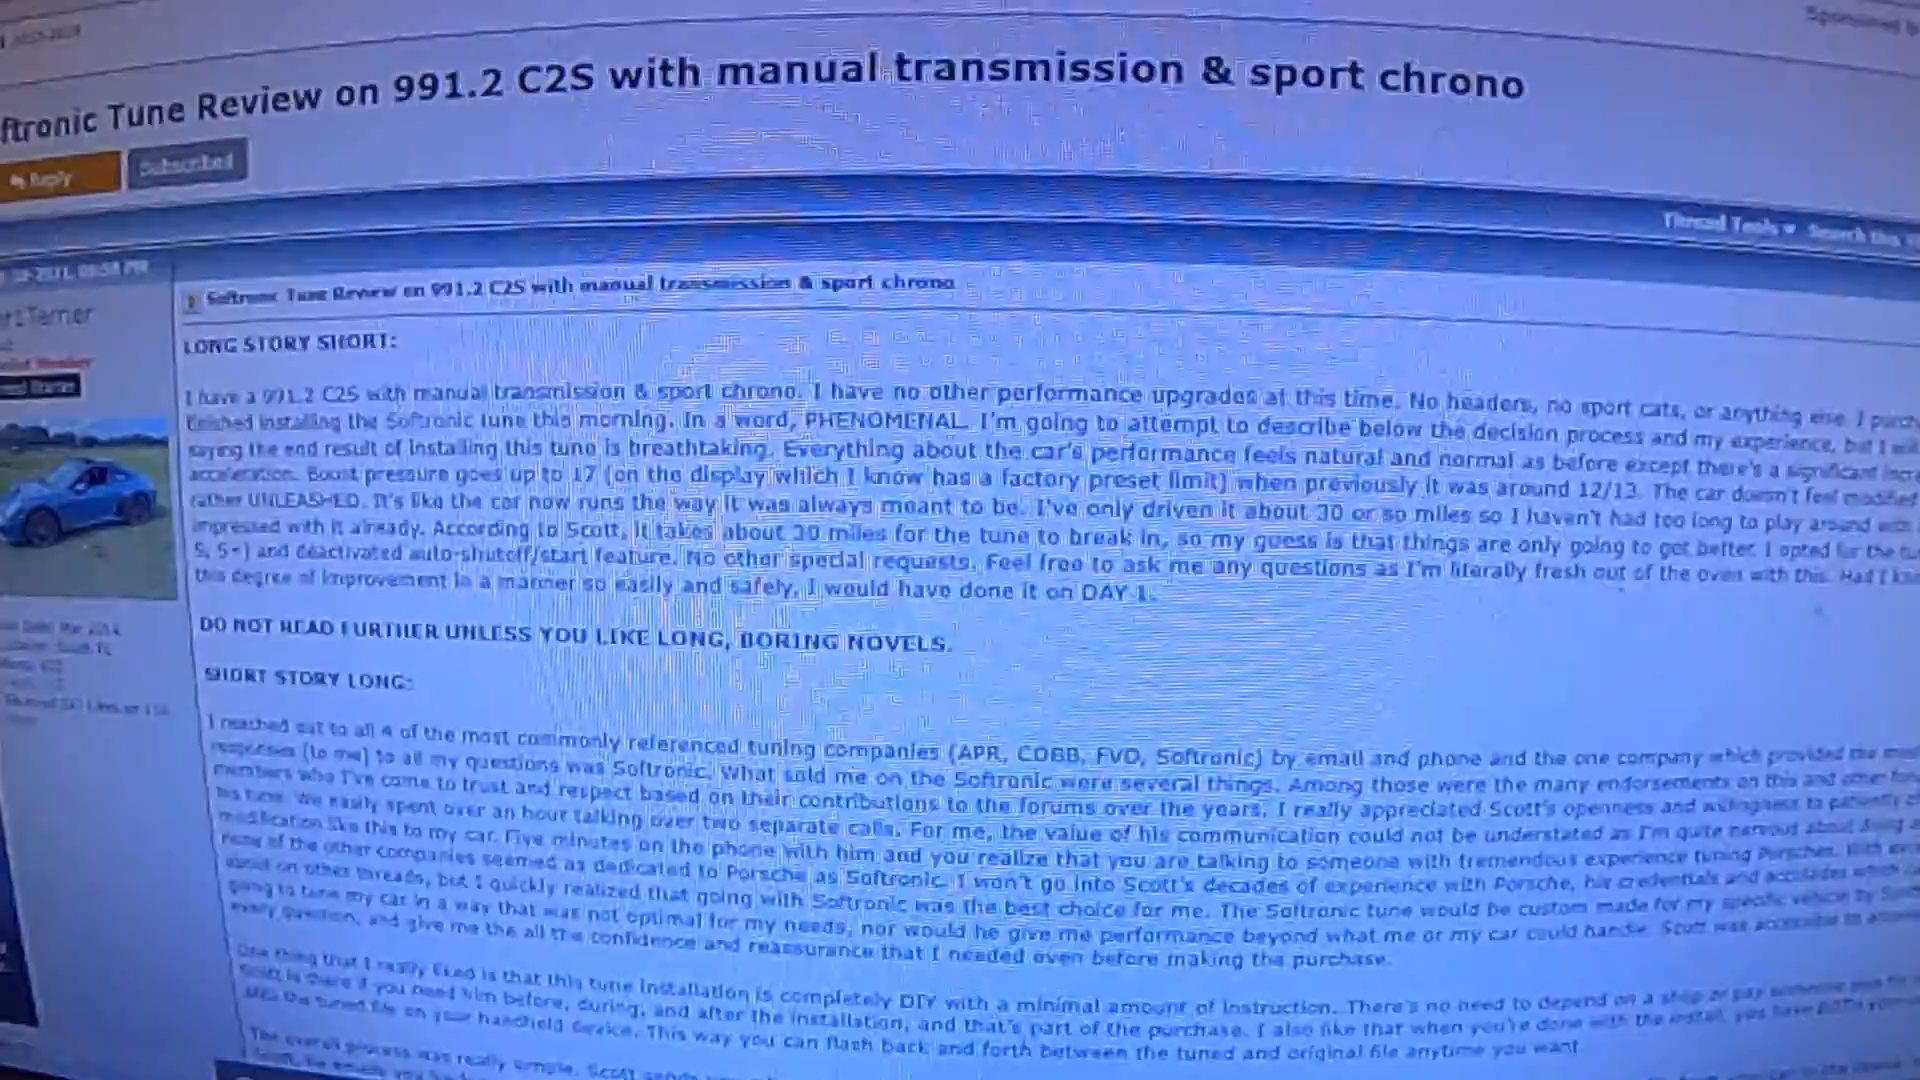 Sponsored
ftronic Tune Review on 991.2 C2S with manual transmission & sport chrono
Reply
Subscribed
Thread Tools Search this
Softronic Tune Review on 991.2 C2S with manual transmission & sport chrono
LONG STORY SHORT:
I have a 991.2 C2S with manual transmission & sport chrono. I have no other performance upgrades at this time. No headers, no sport cats, or anything else. I
finished installing the Softronic tune this morning. In a word, PHENOMENAL. I'm going to attempt to describe below the decision process and my experience, but I
saying the end result of installing this tune is breathtaking. Everything about the car's performance feels natural and normal as before except there's a significant
acceleration. Boost pressure goes up to 17 (on the display which I know has a factory preset limit) when previously it was around 12/13. The car doesn't feel modified
rather UNLEASHED. It's like the car now runs the way it was always meant to be. I've only driven it about 30 or so miles so I haven't had too long to play around with
impressed with it already. According to Scott, it takes about 30 miles for the tune to break in, so my guess is that things are only going to get better. I opted for the
S, S+) and deactivated auto-shutoff/start feature. No other special requests. Feel free to ask me any questions as I'm literally fresh out of the oven with this. Had I
this degree of improvement in a manner so easily and safely, I would have done it on DAY 1.
DO NOT READ FURTHER UNLESS YOU LIKE LONG, BORING NOVELS.
SHORT STORY LONG:
I reached out to all 4 of the most commonly referenced tuning companies (APR, COBB, FVD, Softronic) by email and phone and the one company which provided the
responses (to me) to all my questions was Softronic. What sold me on the Softronic were several things. Among those were the many endorsements on this and other
members who I've come to trust and respect based on their contributions to the forums over the years. I really appreciated Scott's openness and willingness to patiently
his tune. We easily spent over an hour talking over two separate calls. For me, the value of his communication could not be understated as I'm quite nervous about doing
modification like this to my car. Five minutes on the phone with him and you realize that you are talking to someone with tremendous experience tuning Porsches.
none of the other companies seemed as dedicated to Porsche as Softronic. I won't go into Scott's decades of experience with Porsche, his credentials and accolades which
about on other threads, but I quickly realized that going with Softronic was the best choice for me. The Softronic tune would be custom made for my specific vehicle by
going to tune my car in a way that was not optimal for my needs, nor would he give me performance beyond what me or my car could handle. Scott was accessible to
every question, and give me the all the confidence and reassurance that I needed even before making the purchase.
One thing that I really liked is that this tune installation is completely DIY with a minimal amount of instruction. There's no need to depend on a shop or pay someone
Scott is there if you need him before, during, and after the installation, and that's part of the purchase. I also like that when you're done with the install, you have BOTH
AND the tuned file on your handheld device. This way you can flash back and forth between the tuned and original file anytime you want.
The overall process was really simple. Scott